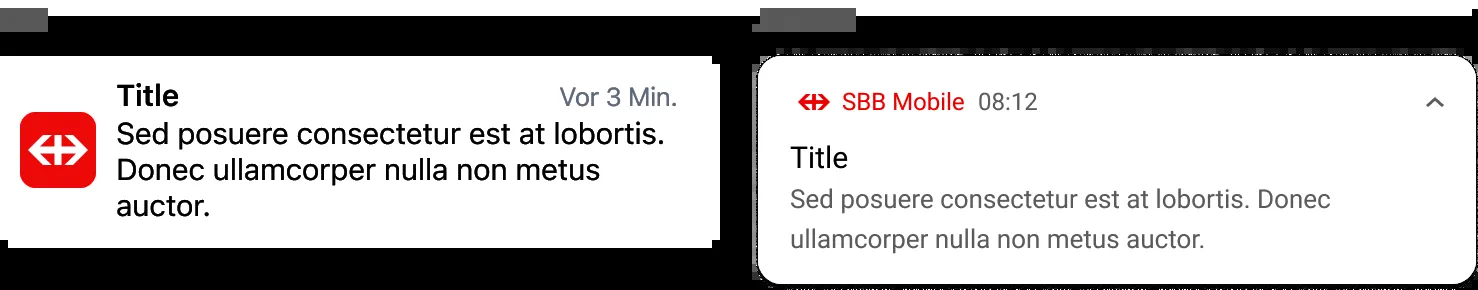 Title
Vor 3 Min.
Sed posuere consectetur est at lobortis.
Donec ullamcorper nulla non metus
auctor.
SBB Mobile 08:12
Title
Sed posuere consectetur est at lobortis. Donec
ullamcorper nulla non metus auctor.